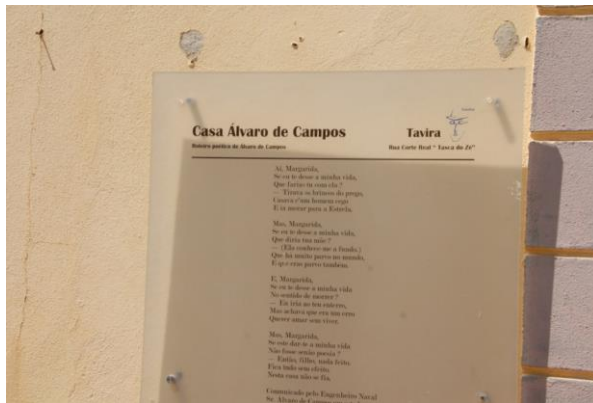 Casa Álvaro de Campos
Roteiro poético de Álvaro de Campos
Tavira
Rua Corte Real " Tasca do Zé"
Ai, Margarida,
Se eu te desse a minha vida,
Que farias tu com ela ?
— Tirava os brincos do prego,
Casava c'um homem cego
E ia morar para a Estrela.
Mas, Margarida,
Se eu te desse a minha vida,
Que diria tua mãe ?
— (Ela conhece-me a fundo.)
Que há muito parvo no mundo,
E que eras parvo também.
E, Margarida,
Se eu te desse a minha vida
No sentido de morrer ?
— Eu iria ao teu enterro,
Mas achava que era um erro
Querer amar sem viver.
Mas, Margarida,
Se este dar-te a minha vida
Não fosse senão poesia ?
— Então, filho, nada feito.
Fica tudo sem efeito.
Nesta casa não se fia.
Comunicado pelo Engenheiro Naval
Sr. Álvaro de Campos em